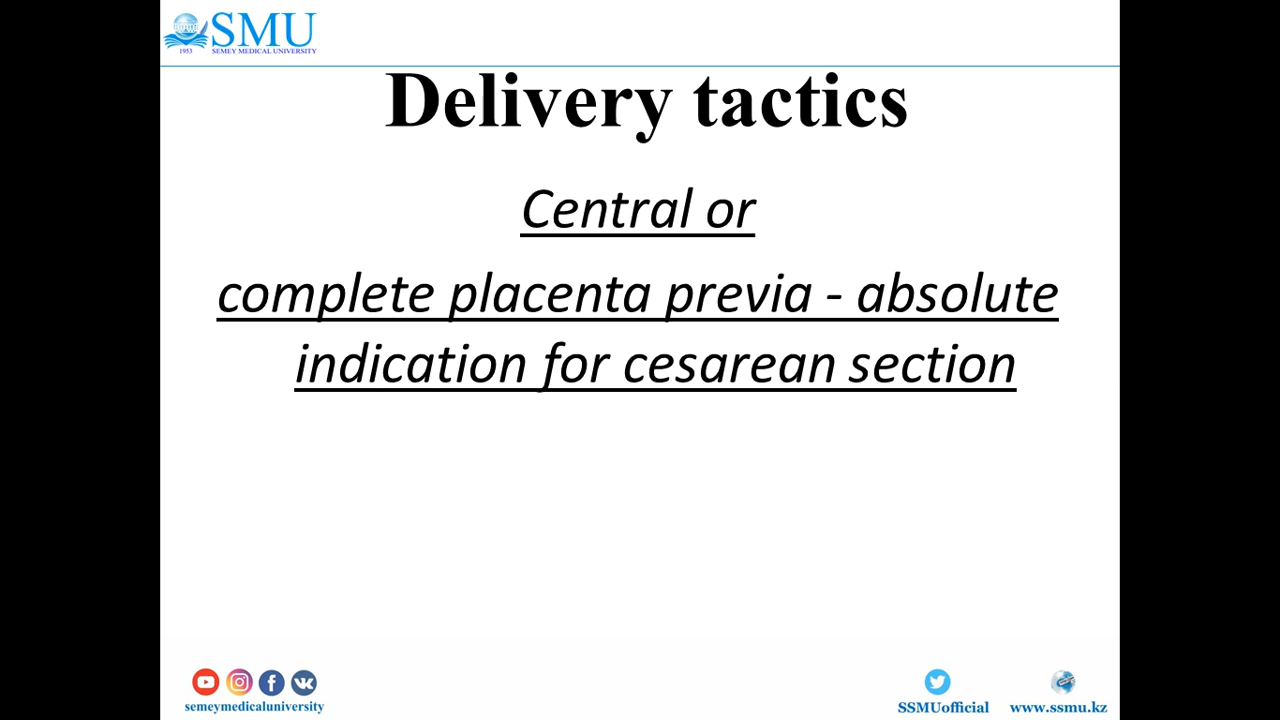 SMU
1953 SEMEY MEDICAL UNIVERSITY
Delivery tactics
Central or
complete placenta previa - absolute
indication for cesarean section
semeymedicaluniversity
SSMUofficial
www.ssmu.kz